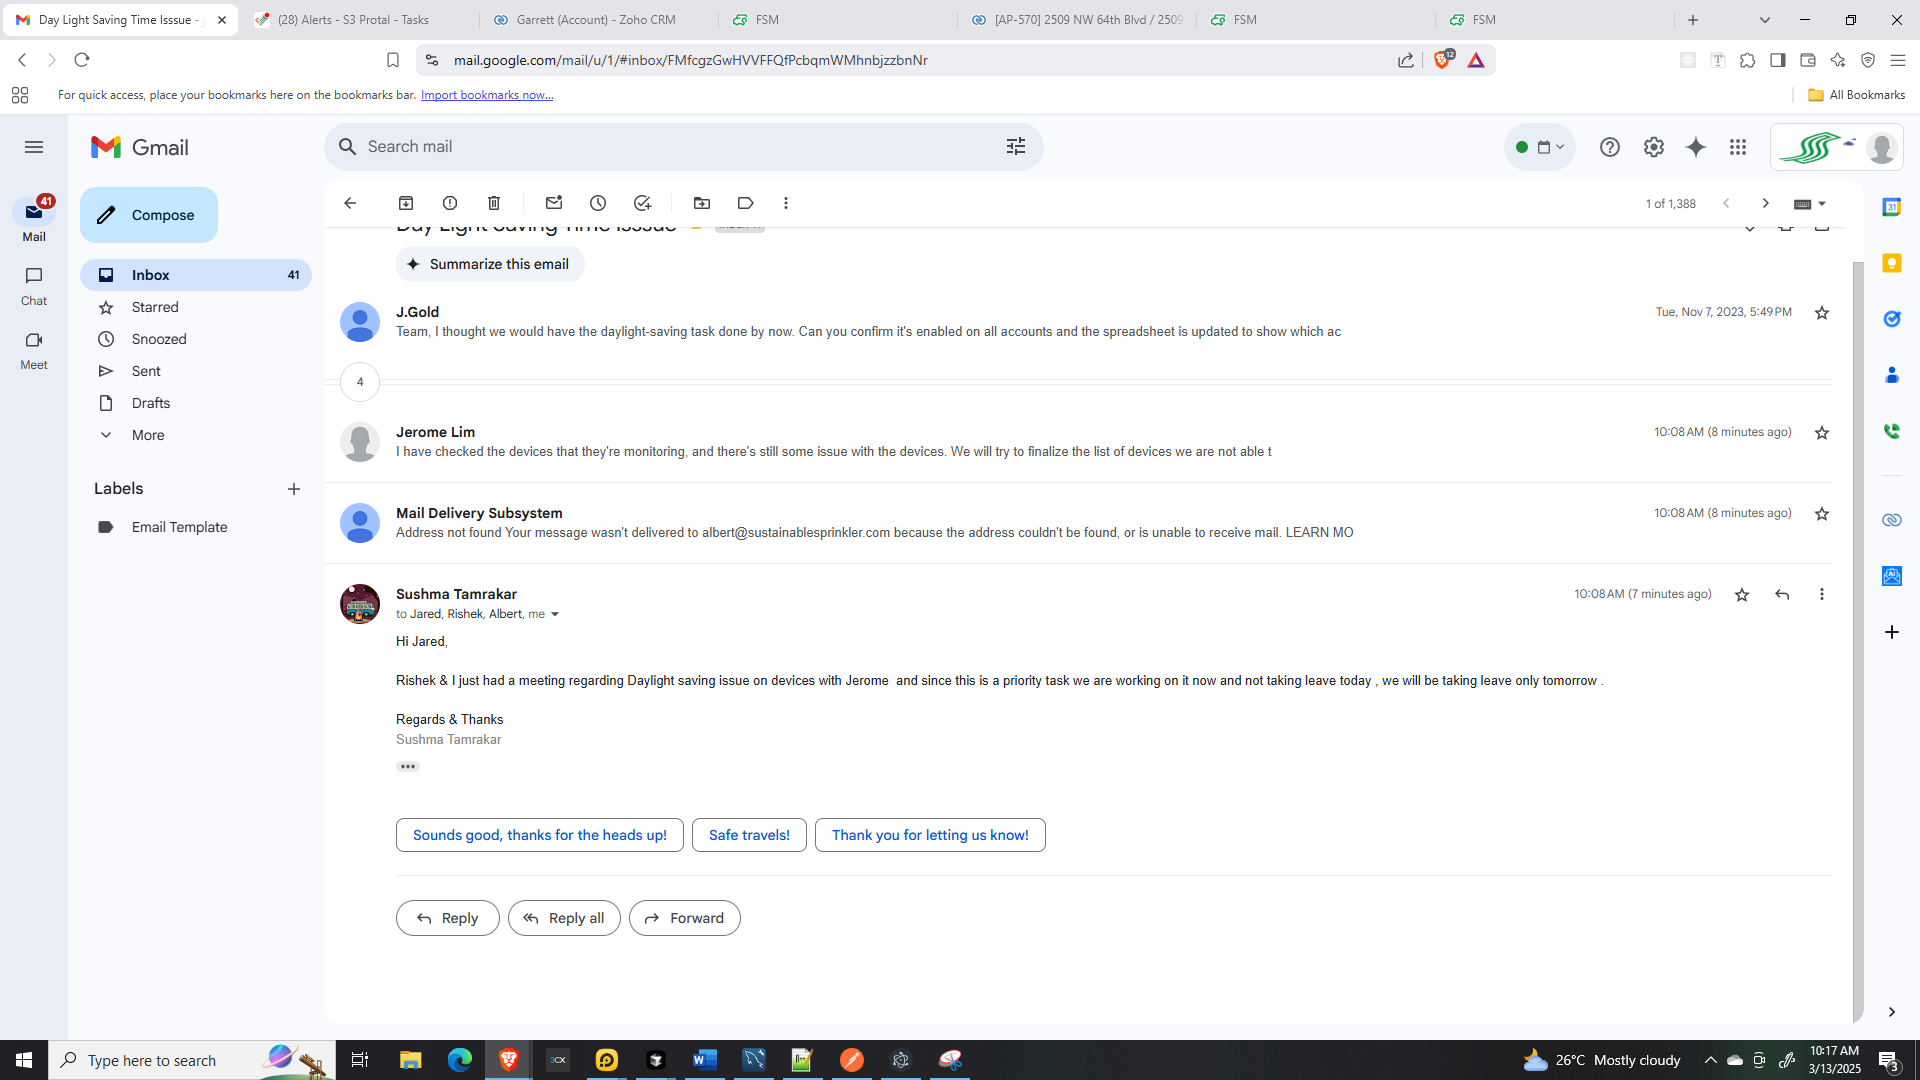 Day Light Saving Time Isssue -
(28) Alerts - S3 Protal - Tasks
Garrett (Account) - Zoho CRM
FSM
[AP-570] 2509 NW 64th Blvd / 2509
FSM
FSM
mail.google.com/mail/u/1/#inbox/FMfcgzGwHVVFFQfPcbqmWMhnbjzzbnNr
12
For quick access, place your bookmarks here on the bookmarks bar. Import bookmarks now...
All Bookmarks
Gmail
Search mail
41
Mail
Chat
Meet
Compose
Inbox 41
Starred
Snoozed
Sent
Drafts
More
Labels
Email Template
1 of 1,388
Day Light Saving Time Isssue
Summarize this email
J.Gold
Tue, Nov 7, 2023, 5:49 PM
Team, I thought we would have the daylight-saving task done by now. Can you confirm it's enabled on all accounts and the spreadsheet is updated to show which ac
4
Jerome Lim
10:08 AM (8 minutes ago)
I have checked the devices that they're monitoring, and there's still some issue with the devices. We will try to finalize the list of devices we are not able t
Mail Delivery Subsystem
10:08 AM (8 minutes ago)
Address not found Your message wasn't delivered to albert@sustainablesprinkler.com because the address couldn't be found, or is unable to receive mail. LEARN MO
Sushma Tamrakar
10:08 AM (7 minutes ago)
to Jared, Rishek, Albert, me
Hi Jared,
Rishek & I just had a meeting regarding Daylight saving issue on devices with Jerome  and since this is a priority task we are working on it now and not taking leave today , we will be taking leave only tomorrow .
Regards & Thanks
Sushma Tamrakar
Sounds good, thanks for the heads up!
Safe travels!
Thank you for letting us know!
Reply
Reply all
Forward
31
Type here to search
3CX
26°C Mostly cloudy
10:17 AM
3/13/2025
3